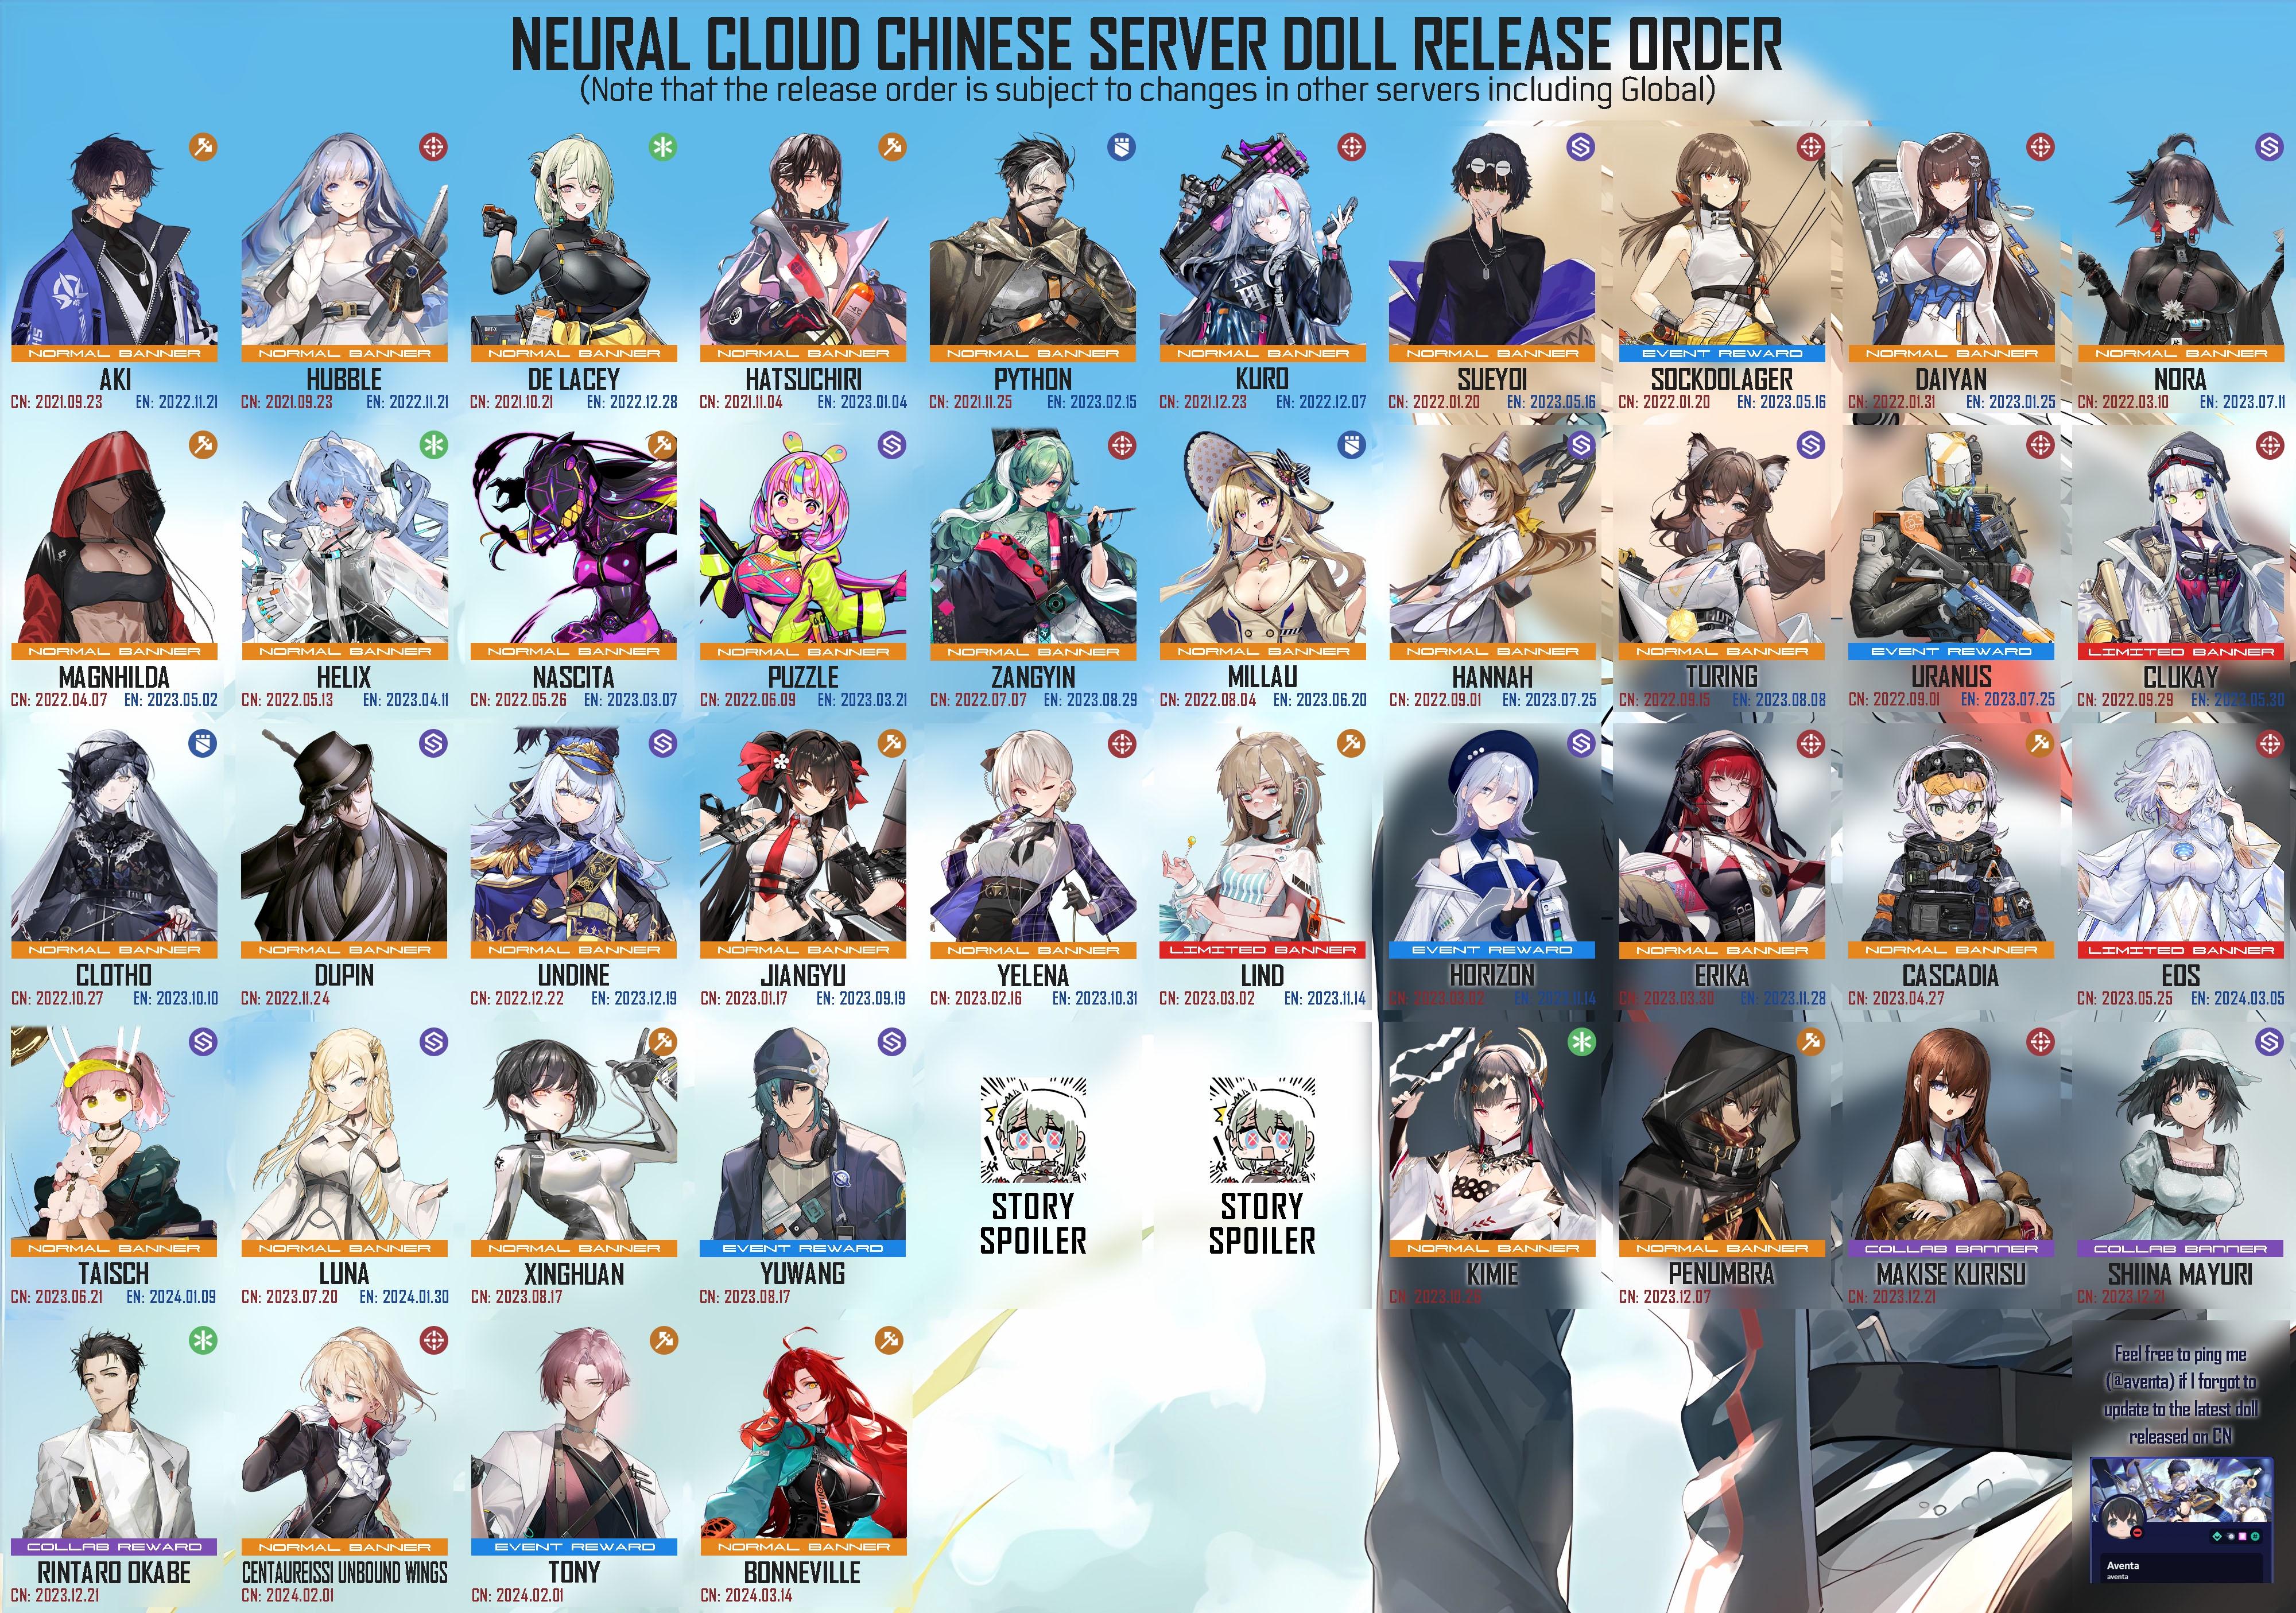 NEURAL CLOUD CHINESE SERVER DOLL RELEASE ORDER
(Note that the release order is subject to changes in other servers including Global)
NORMAL BANNER
AKI
CN: 2021.09.23 EN: 2022.11.21
NORMAL BANNER
HUBBLE
CN: 2021.09.23 EN: 2022.11.21
NORMAL BANNER
DE LACEY
CN: 2021.10.21 EN: 2022.12.28
NORMAL BANNER
HATSUCHIRI
CN: 2021.11.04 EN: 2023.01.04
NORMAL BANNER
PYTHON
CN: 2021.11.25 EN: 2023.02.15
NORMAL BANNER
KURO
CN: 2021.12.23 EN: 2022.12.07
NORMAL BANNER
SUEYOI
CN: 2022.01.20 EN: 2023.05.16
EVENT REWARD
SOCKDOLAGER
CN: 2022.01.20 EN: 2023.05.16
NORMAL BANNER
DAIYAN
CN: 2022.01.31 EN: 2023.01.25
NORMAL BANNER
NORA
CN: 2022.03.10 EN: 2023.07.11
NORMAL BANNER
MAGNHILDA
CN: 2022.04.07 EN: 2023.05.02
NORMAL BANNER
HELIX
CN: 2022.05.13 EN: 2023.04.11
NORMAL BANNER
NASCITA
CN: 2022.05.26 EN: 2023.03.07
NORMAL BANNER
PUZZLE
CN: 2022.06.09 EN: 2023.03.21
NORMAL BANNER
ZANGYIN
CN: 2022.07.07 EN: 2023.08.29
NORMAL BANNER
MILLAU
CN: 2022.08.04 EN: 2023.06.20
NORMAL BANNER
HANNAH
CN: 2022.09.01 EN: 2023.07.25
NORMAL BANNER
TURING
CN: 2022.09.15 EN: 2023.08.08
NERD
EVENT REWARD
URANUS
CN: 2022.09.01 EN: 2023.07.25
LIMITED BANNER
CLUKAY
CN: 2022.09.29 EN: 2023.05.30
NORMAL BANNER
CLOTHO
CN: 2022.10.27 EN: 2023.10.10
NORMAL BANNER
DUPIN
CN: 2022.11.24
NORMAL BANNER
UNDINE
CN: 2022.12.22 EN: 2023.12.19
NORMAL BANNER
JIANGYU
CN: 2023.01.17 EN: 2023.09.19
NORMAL BANNER
YELENA
CN: 2023.02.16 EN: 2023.10.31
LIMITED BANNER
LIND
CN: 2023.03.02 EN: 2023.11.14
EVENT REWARD
HORIZON
CN: 2023.03.02 EN: 2023.11.14
NORMAL BANNER
ERIKA
CN: 2023.03.30 EN: 2023.11.28
NORMAL BANNER
CASCADIA
CN: 2023.04.27
LIMITED BANNER
EOS
CN: 2023.05.25 EN: 2024.03.05
NORMAL BANNER
TAISCH
CN: 2023.06.21 EN: 2024.01.09
NORMAL BANNER
LUNA
CN: 2023.07.20 EN: 2024.01.30
NORMAL BANNER
XINGHUAN
CN: 2023.08.17
EVENT REWARD
YUWANG
CN: 2023.08.17
STORY
SPOILER
STORY
SPOILER
NORMAL BANNER
KIMIE
NORMAL BANNER
PENUMBRA
CN: 2023.12.07
COLLAB BANNER
MAKISE KURISU
CN: 2023.12.21
COLLAB BANNER
SHIINA MAYURI
CN: 2023.12.21
COLLAB REWARD
RINTARO OKABE
CN: 2023.12.21
NORMAL BANNER
CENTAUREISSI UNBOUND WINGS
CN: 2024.02.01
EVENT REWARD
TONY
CN: 2024.02.01
NORMAL BANNER
BONNEVILLE
CN: 2024.03.14
Feel free to ping me
(@aventa) if I forgot to
update to the latest doll
released on CN
Aventa
aventa